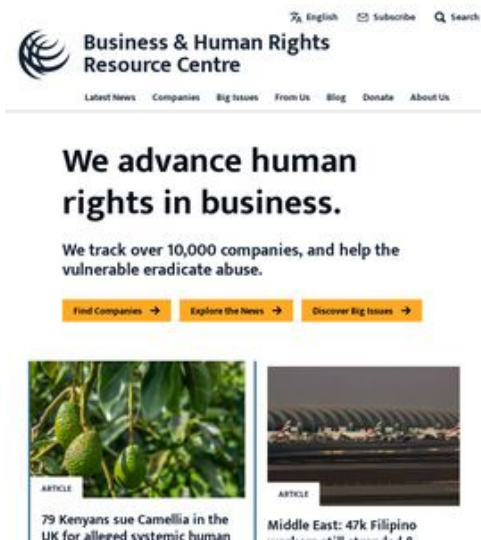 English Subscribe Search
Business & Human Rights
Resource Centre
Latest News Companies Big Issues From Us Blog Donate About Us
We advance human
rights in business.
We track over 10,000 companies, and help the
vulnerable eradicate abuse.
Find Companies → Explore the News → Discover Big Issues →
ARTICLE
79 Kenyans sue Camellia in the
UK for alleged systemic human
ARTICLE
Middle East: 47k Filipino
workers still stranded &